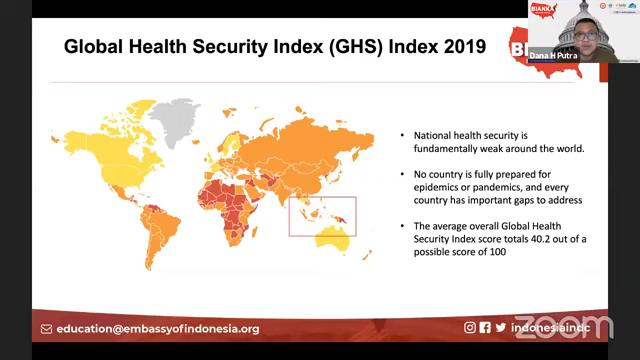 Global Health Security Index (GHS) Index 2019
BIANKA
Dana H Putra
• National health security is
fundamentally weak around the world.
• No country is fully prepared for
epidemics or pandemics, and every
country has important gaps to address
• The average overall Global Health
Security Index score totals 40.2 out of a
possible score of 100
education@embassyofindonesia.org
indonesiaindc
zoom